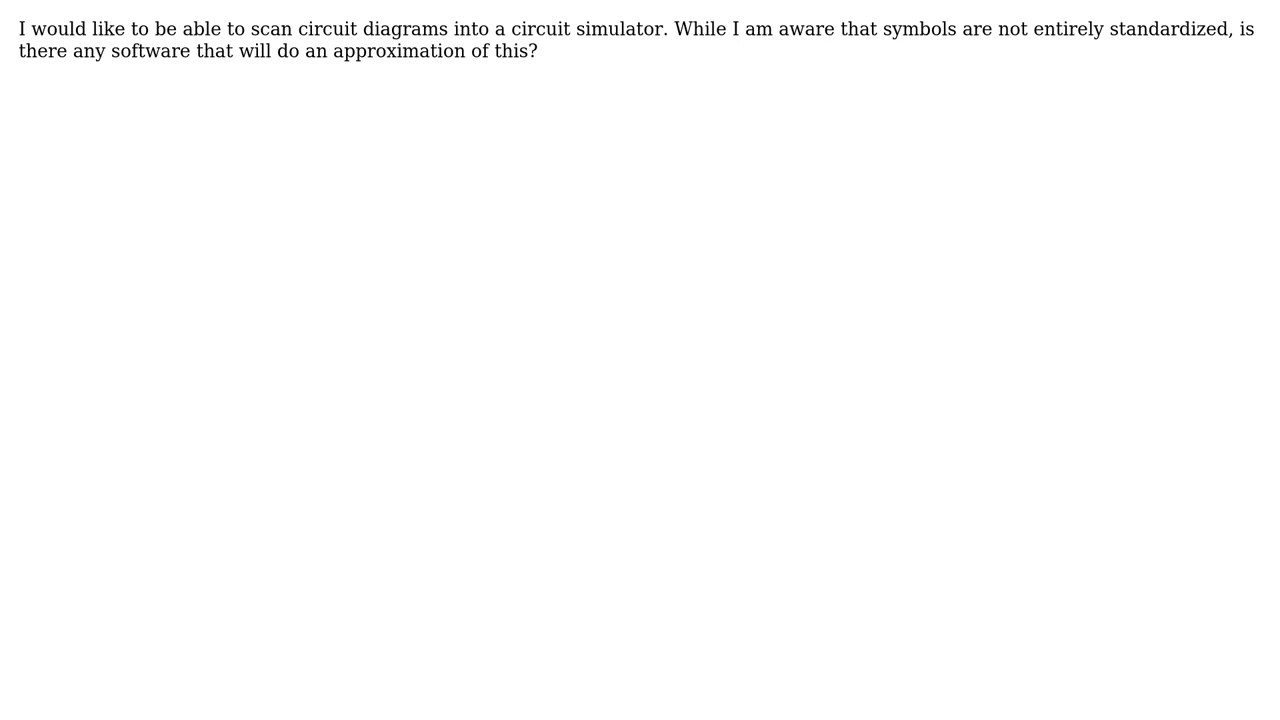 I would like to be able to scan circuit diagrams into a circuit simulator. While I am aware that symbols are not entirely standardized, is
there any software that will do an approximation of this?